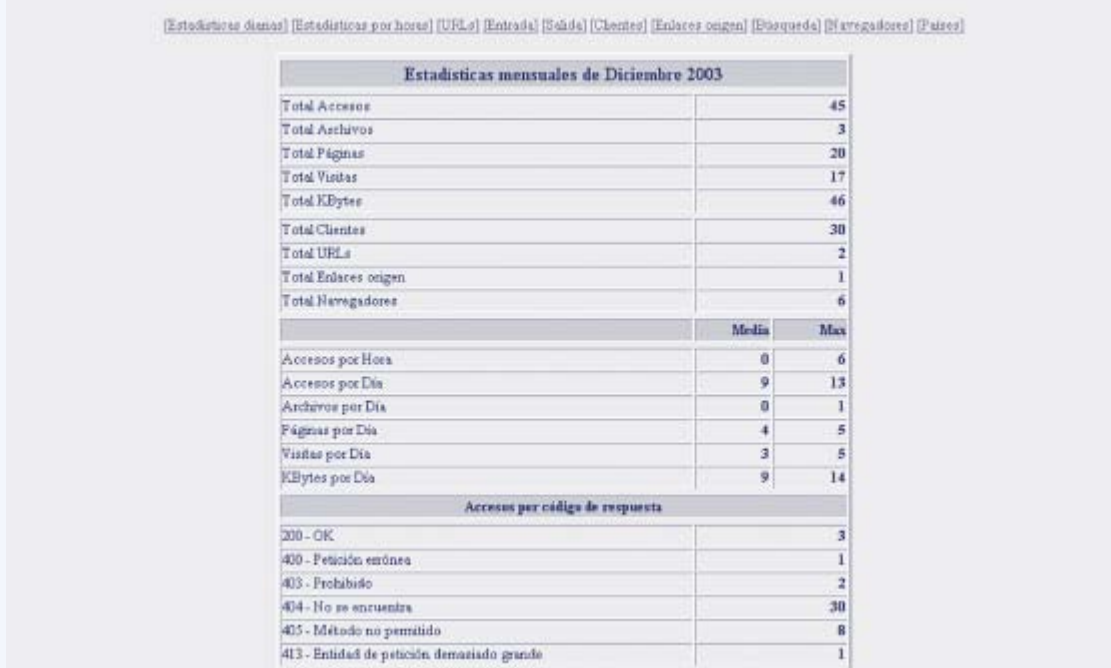 [Estadísticas diarias] [Estadísticas por horas] [URLs] [Entrada] [Salida] [Clientes] [Enlaces origen] [Búsqueda] [Navegadores] [Países]
Estadísticas mensuales de Diciembre 2003
Total Accesos 45
Total Archivos 3
Total Páginas 20
Total Visitas 17
Total KBytes 46
Total Clientes 30
Total URLs 2
Total Enlaces origen 1
Total Navegadores 6
Media Max
Accesos por Hora 0 6
Accesos por Día 9 13
Archivos por Día 0 1
Páginas por Día 4 5
Visitas por Día 3 5
KBytes por Día 9 14
Accesos por código de respuesta
200 - OK 3
400 - Petición errónea 1
403 - Prohibido 2
404 - No se encuentra 30
405 - Método no permitido 8
413 - Entidad de petición demasiado grande 1